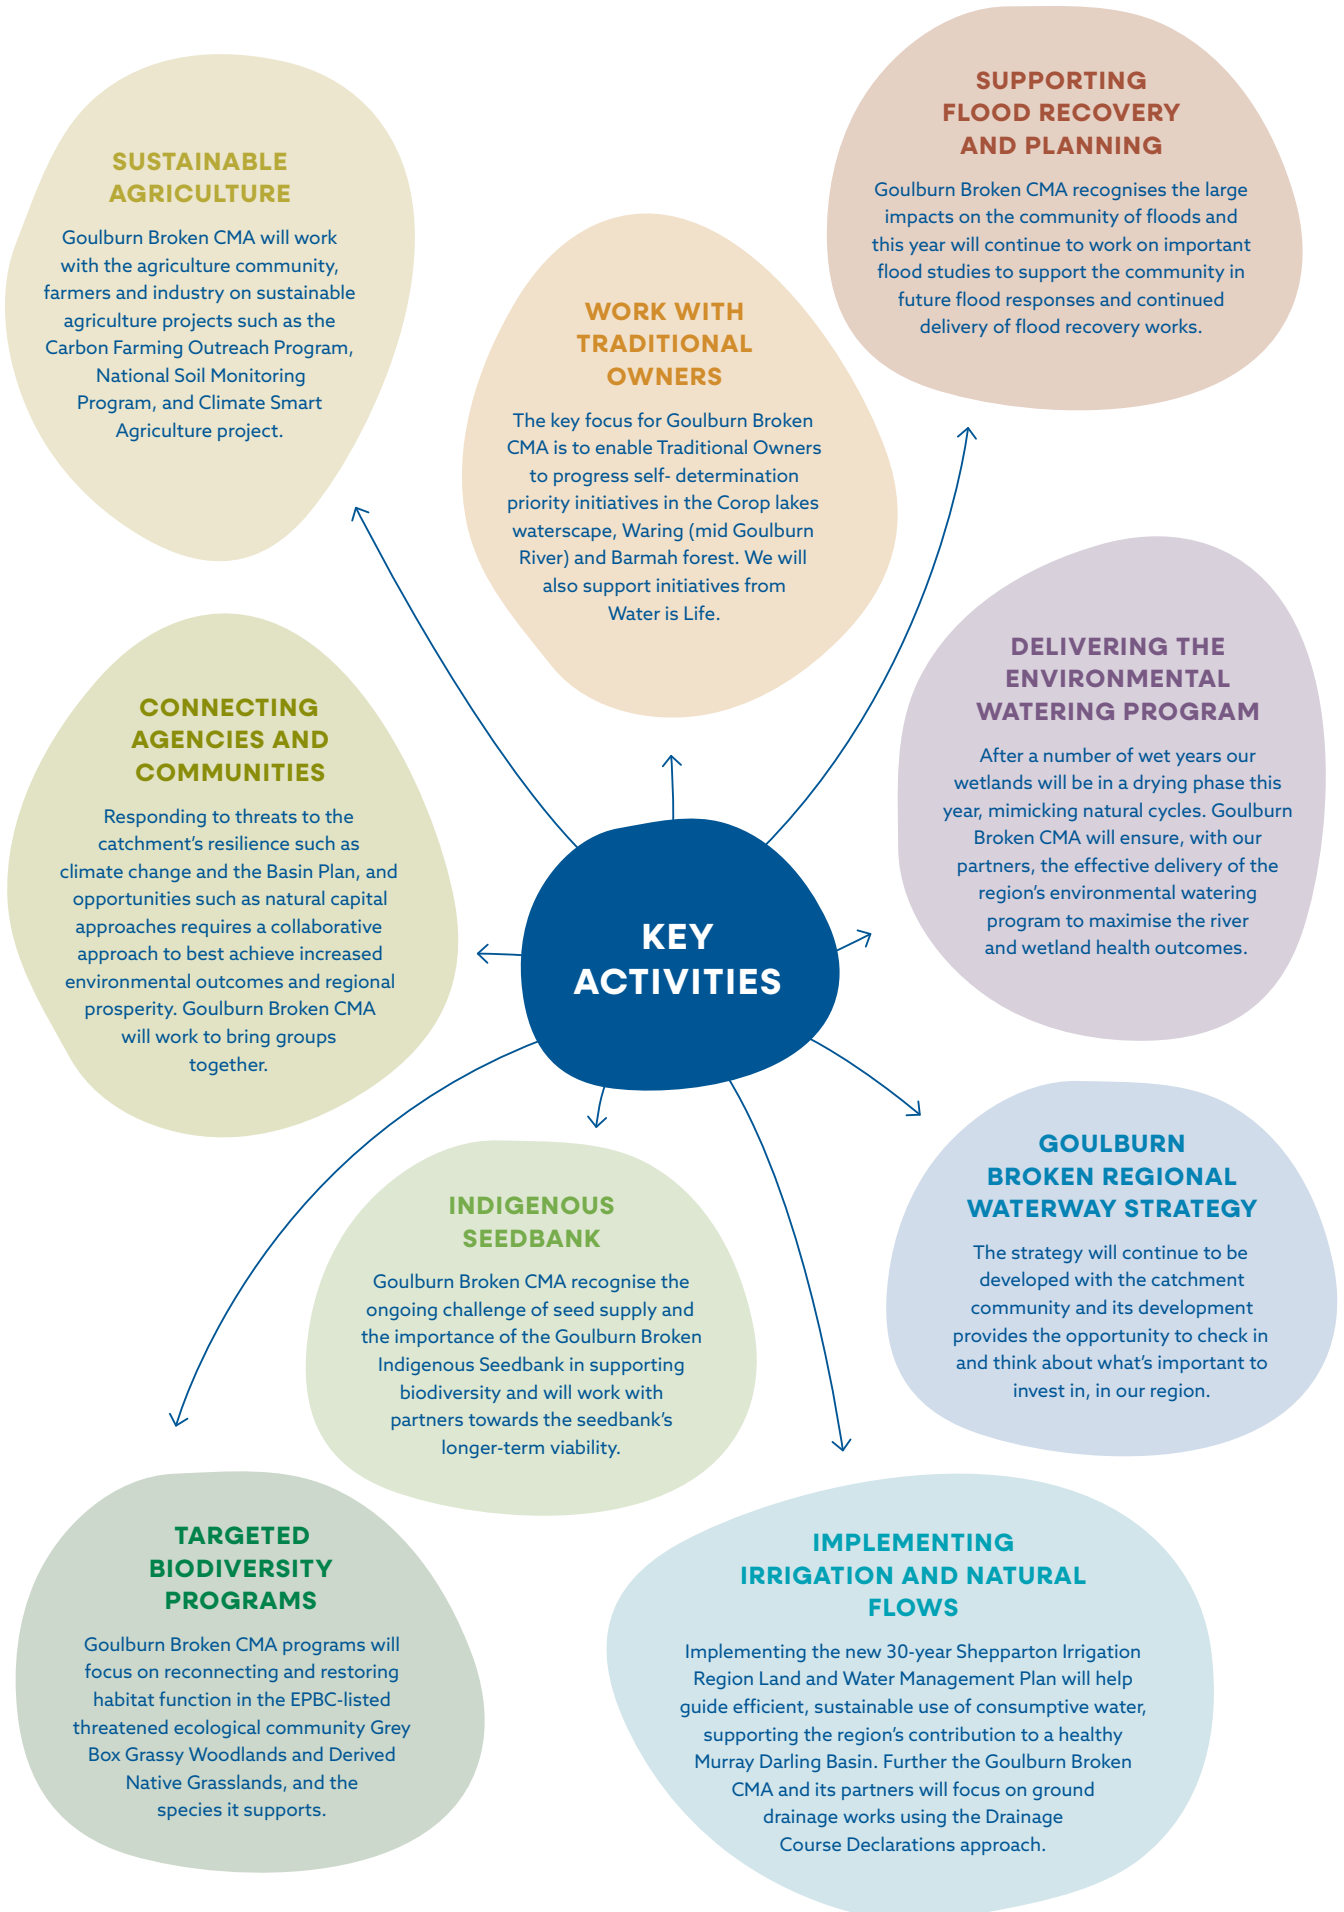 SUSTAINABLE
AGRICULTURE
Goulburn Broken CMA will work
with the agriculture community,
farmers and industry on sustainable
agriculture projects such as the
Carbon Farming Outreach Program,
National Soil Monitoring
Program, and Climate Smart
Agriculture project.
WORK WITH
TRADITIONAL
OWNERS
The key focus for Goulburn Broken
CMA is to enable Traditional Owners
to progress self- determination
priority initiatives in the Corop lakes
waterscape, Waring (mid Goulburn
River) and Barmah forest. We will
also support initiatives from
Water is Life.
SUPPORTING
FLOOD RECOVERY
AND PLANNING
Goulburn Broken CMA recognises the large
impacts on the community of floods and
this year will continue to work on important
flood studies to support the community in
future flood responses and continued
delivery of flood recovery works.
CONNECTING
AGENCIES AND
COMMUNITIES
Responding to threats to the
catchment's resilience such as
climate change and the Basin Plan, and
opportunities such as natural capital
approaches requires a collaborative
approach to best achieve increased
environmental outcomes and regional
prosperity. Goulburn Broken CMA
will work to bring groups
together.
KEY
ACTIVITIES
DELIVERING THE
ENVIRONMENTAL
WATERING PROGRAM
After a number of wet years our
wetlands will be in a drying phase this
year, mimicking natural cycles. Goulburn
Broken CMA will ensure, with our
partners, the effective delivery of the
region's environmental watering
program to maximise the river
and wetland health outcomes.
INDIGENOUS
SEEDBANK
Goulburn Broken CMA recognise the
ongoing challenge of seed supply and
the importance of the Goulburn Broken
Indigenous Seedbank in supporting
biodiversity and will work with
partners towards the seedbank's
longer-term viability.
GOULBURN
BROKEN REGIONAL
WATERWAY STRATEGY
The strategy will continue to be
developed with the catchment
community and its development
provides the opportunity to check in
and think about what's important to
invest in, in our region.
TARGETED
BIODIVERSITY
PROGRAMS
Goulburn Broken CMA programs will
focus on reconnecting and restoring
habitat function in the EPBC-listed
threatened ecological community Grey
Box Grassy Woodlands and Derived
Native Grasslands, and the
species it supports.
IMPLEMENTING
IRRIGATION AND NATURAL
FLOWS
Implementing the new 30-year Shepparton Irrigation
Region Land and Water Management Plan will help
guide efficient, sustainable use of consumptive water,
supporting the region's contribution to a healthy
Murray Darling Basin. Further the Goulburn Broken
CMA and its partners will focus on ground
drainage works using the Drainage
Course Declarations approach.